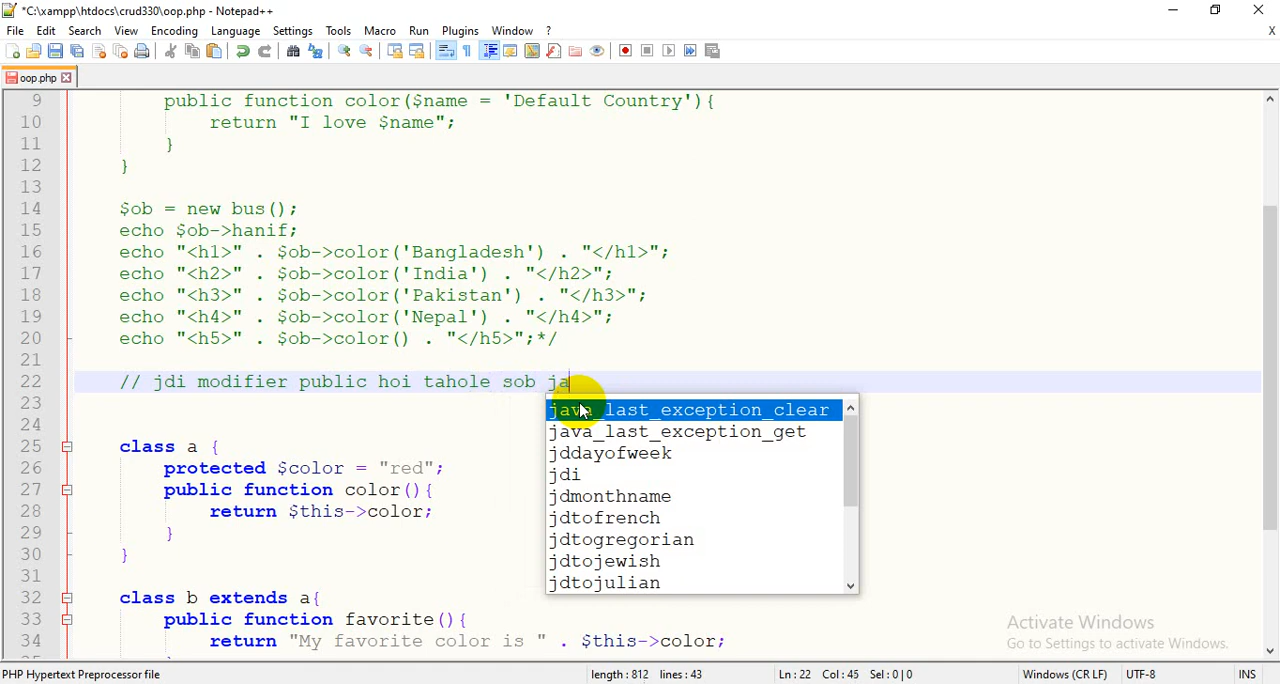 *C:\xampp\htdocs\crud330\oop.php - Notepad++
File Edit Search View Encoding Language Settings Tools Macro Run Plugins Window ? X
oop.php
9 public function color($name = 'Default Country'){
10 return "I love $name";
11 }
12 }
13
14 $ob = new bus();
15 echo $ob->hanif;
16 echo "<h1>" . $ob->color('Bangladesh') . "</h1>";
17 echo "<h2>" . $ob->color('India') . "</h2>";
18 echo "<h3>" . $ob->color('Pakistan') . "</h3>";
19 echo "<h4>" . $ob->color('Nepal') . "</h4>";
20 echo "<h5>" . $ob->color() . "</h5>";*/
21
22 // jdi modifier public hoi tahole sob ja
23
24
25 class a {
26 protected $color = "red";
27 public function color(){
28 return $this->color;
29 }
30 }
31
32 class b extends a{
33 public function favorite(){
34 return "My favorite color is " . $this->color;
java_last_exception_clear
java_last_exception_get
jddayofweek
jdi
jdmonthname
jdtofrench
jdtogregorian
jdtojewish
jdtojulian
Activate Windows
Go to Settings to activate Windows.
PHP Hypertext Preprocessor file length : 812 lines : 43 Ln : 22 Col : 45 Sel : 0 | 0 Windows (CR LF) UTF-8 INS